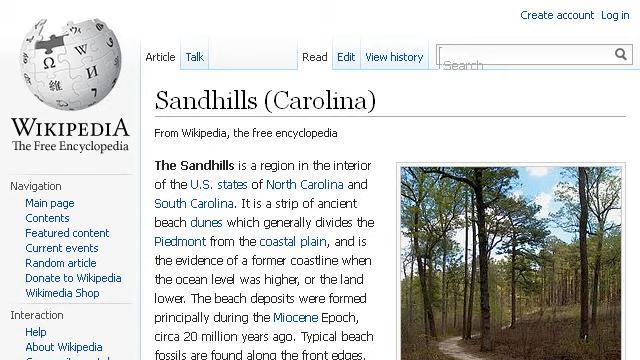 Create account Log in
Article Talk Read Edit View history Search
Sandhills (Carolina)
From Wikipedia, the free encyclopedia
WIKIPEDIA
The Free Encyclopedia
Navigation
Main page
Contents
Featured content
Current events
Random article
Donate to Wikipedia
Wikimedia Shop
Interaction
Help
About Wikipedia
The Sandhills is a region in the interior
of the U.S. states of North Carolina and
South Carolina. It is a strip of ancient
beach dunes which generally divides the
Piedmont from the coastal plain, and is
the evidence of a former coastline when
the ocean level was higher, or the land
lower. The beach deposits were formed
principally during the Miocene Epoch,
circa 20 million years ago. Typical beach
fossils are found along the front edges.